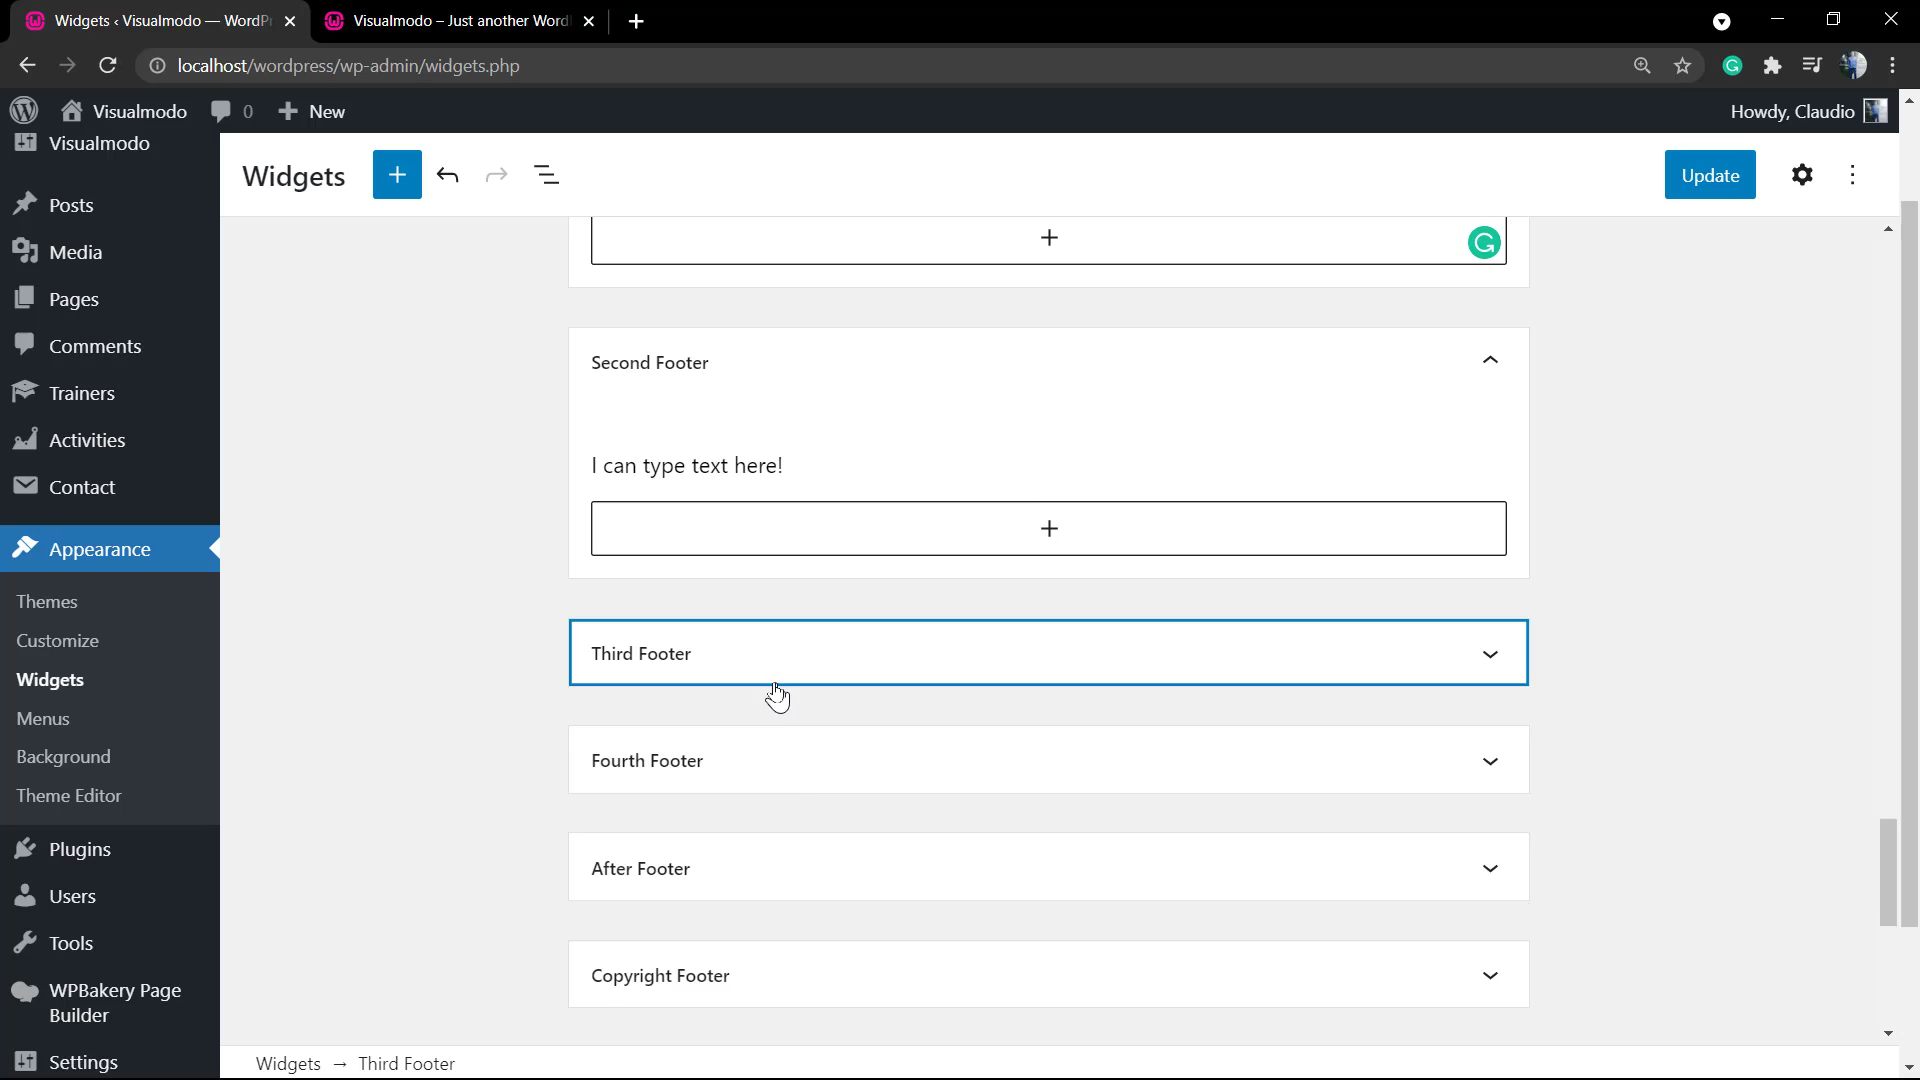 Widgets ‹ Visualmodo — WordP
Visualmodo – Just another Word
localhost/wordpress/wp-admin/widgets.php
Visualmodo
0
New
Howdy, Claudio
Visualmodo
Posts
Media
Pages
Comments
Trainers
Activities
Contact
Appearance
Themes
Customize
Widgets
Menus
Background
Theme Editor
Plugins
Users
Tools
WPBakery Page
Builder
Settings
Widgets
Update
Second Footer
I can type text here!
Third Footer
Fourth Footer
After Footer
Copyright Footer
Widgets → Third Footer